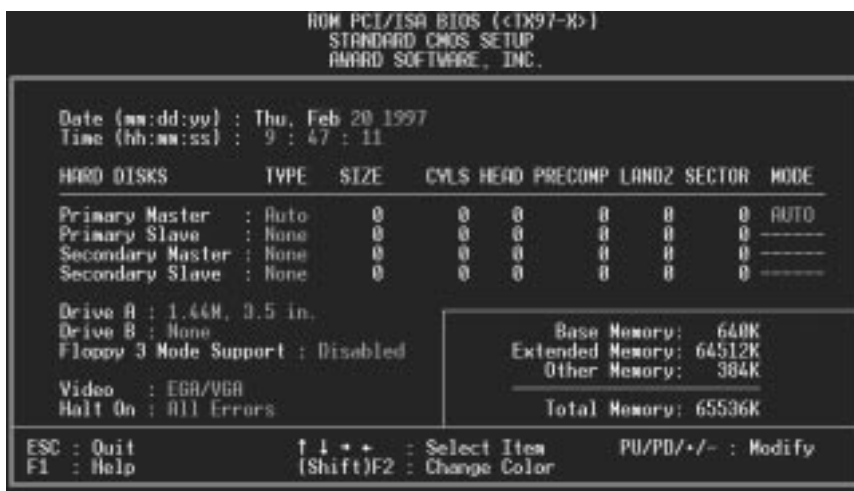 ROM PCI/ISA BIOS (<TX97-X>)
STANDARD CMOS SETUP
AWARD SOFTWARE, INC.
Date (mm:dd:yy) : Thu, Feb 20 1997
Time (hh:mm:ss) : 9 : 47 : 11
HARD DISKS TYPE SIZE CYLS HEAD PRECOMP LANDZ SECTOR MODE
Primary Master : Auto 0 0 0 0 0 0 AUTO
Primary Slave : None 0 0 0 0 0 0 ------
Secondary Master : None 0 0 0 0 0 0 ------
Secondary Slave : None 0 0 0 0 0 0 ------
Drive A : 1.44M, 3.5 in.
Drive B : None
Floppy 3 Mode Support : Disabled
Video : EGA/VGA
Halt On : All Errors
Base Memory: 640K
Extended Memory: 64512K
Other Memory: 384K
Total Memory: 65536K
ESC : Quit ↑ ↓ → ← : Select Item PU/PD/+/- : Modify
F1 : Help (Shift)F2 : Change Color